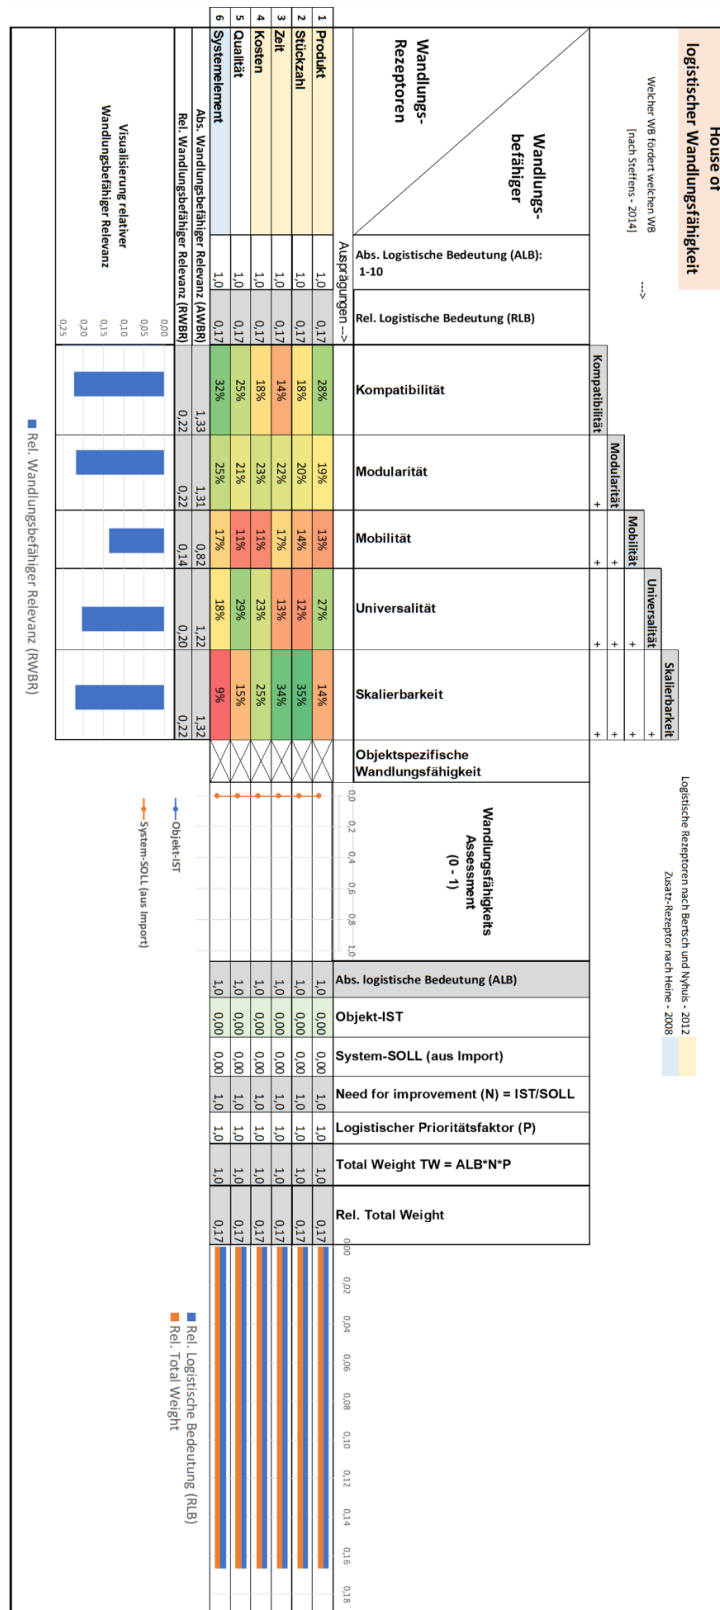 House of
logistischer Wandlungsfähigkeit
Welcher WB fördert welchen WB
[nach Steffens - 2014]
--->
Logistische Rezeptoren nach Bertsch und Nyhuis - 2012
Zusatz-Rezeptor nach Heine - 2008
Skalierbarkeit
Universalität +
Mobilität + +
Modularität + + +
Kompatibilität + + + +
Wandlungs-
befähiger
Wandlungs-
Rezeptoren
Abs. Logistische Bedeutung (ALB):
1-10
Rel. Logistische Bedeutung (RLB)
Kompatibilität
Modularität
Mobilität
Universalität
Skalierbarkeit
Objektspezifische
Wandlungsfähigkeit
Wandlungsfähigkeits
Assessment
(0 - 1)
Abs. logistische Bedeutung (ALB)
Objekt-IST
System-SOLL (aus Import)
Need for improvement (N) = IST/SOLL
Logistischer Prioritätsfaktor (P)
Total Weight TW = ALB*N*P
Rel. Total Weight
Ausprägungen --->
0,0 0,2 0,4 0,6 0,8 1,0
0,00 0,02 0,04 0,06 0,08 0,10 0,12 0,14 0,16 0,18
1 Produkt 1,0 0,17 28% 19% 13% 27% 14% 1,0 0,00 0,00 1,0 1,0 1,0 0,17
2 Stückzahl 1,0 0,17 18% 20% 14% 12% 35% 1,0 0,00 0,00 1,0 1,0 1,0 0,17
3 Zeit 1,0 0,17 14% 22% 17% 13% 34% 1,0 0,00 0,00 1,0 1,0 1,0 0,17
4 Kosten 1,0 0,17 18% 23% 11% 23% 25% 1,0 0,00 0,00 1,0 1,0 1,0 0,17
5 Qualität 1,0 0,17 25% 21% 11% 29% 15% 1,0 0,00 0,00 1,0 1,0 1,0 0,17
6 Systemelement 1,0 0,17 32% 25% 17% 18% 9% 1,0 0,00 0,00 1,0 1,0 1,0 0,17
Abs. Wandlungsbefähiger Relevanz (AWBR) 1,33 1,31 0,82 1,22 1,32
Rel. Wandlungsbefähiger Relevanz (RWBR) 0,22 0,22 0,14 0,20 0,22
Objekt-IST
System-SOLL (aus Import)
Rel. Logistische Bedeutung (RLB)
Rel. Total Weight
Visualisierung relativer
Wandlungsbefähiger Relevanz
0,00
0,05
0,10
0,15
0,20
0,25
Rel. Wandlungsbefähiger Relevanz (RWBR)